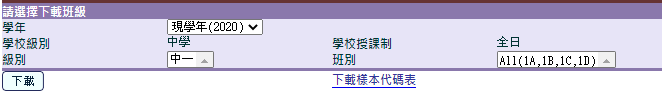 請選擇下載班級
學年 現學年(2020)
學校級別 中學 學校授課制 全日
級別 中一 班別 All(1A,1B,1C,1D)
下載 下載樣本代碼表